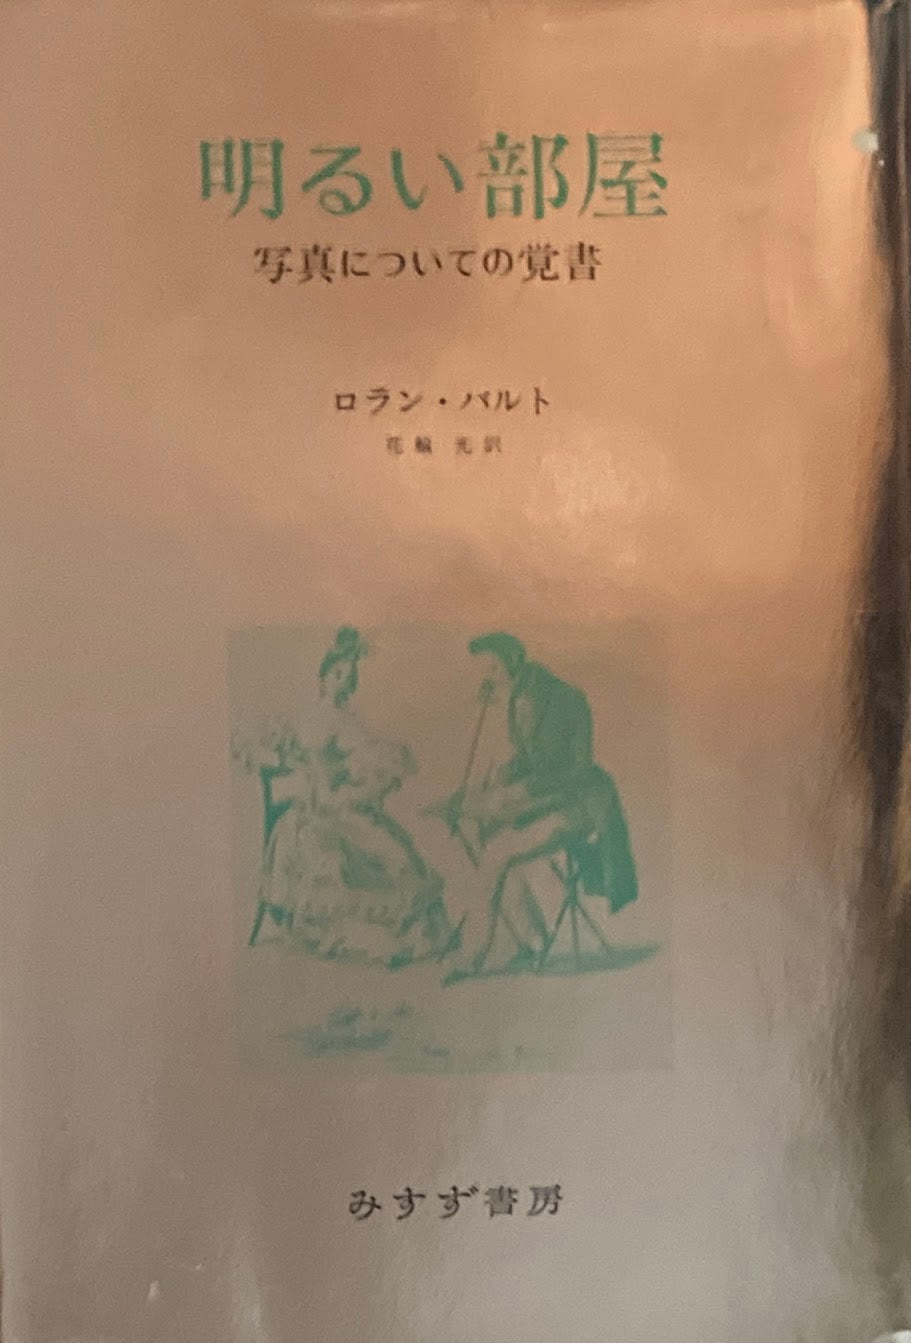 明るい部屋
写真についての覚書
ロラン・バルト
花輪 光 訳
みすず書房